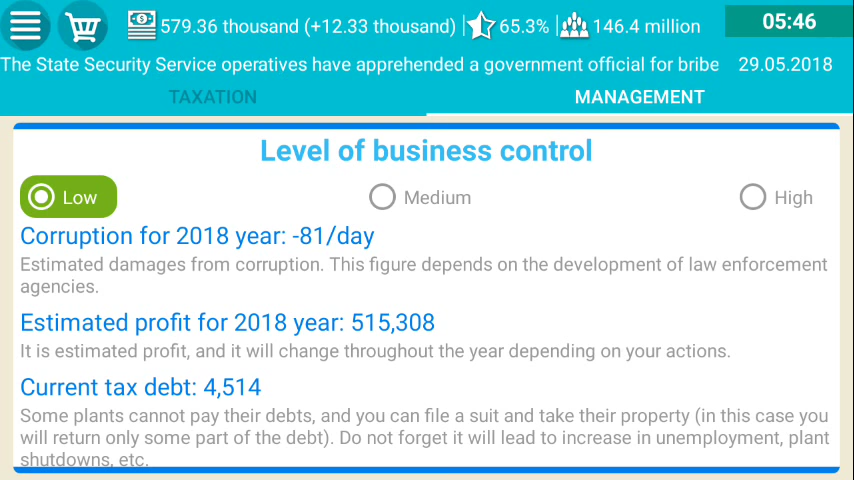 579.36 thousand (+12.33 thousand) 65.3% 146.4 million 05:46
The State Security Service operatives have apprehended a government official for bribe 29.05.2018
TAXATION MANAGEMENT
Level of business control
Low Medium High
Corruption for 2018 year: -81/day
Estimated damages from corruption. This figure depends on the development of law enforcement
agencies.
Estimated profit for 2018 year: 515,308
It is estimated profit, and it will change throughout the year depending on your actions.
Current tax debt: 4,514
Some plants cannot pay their debts, and you can file a suit and take their property (in this case you
will return only some part of the debt). Do not forget it will lead to increase in unemployment, plant
shutdowns, etc.